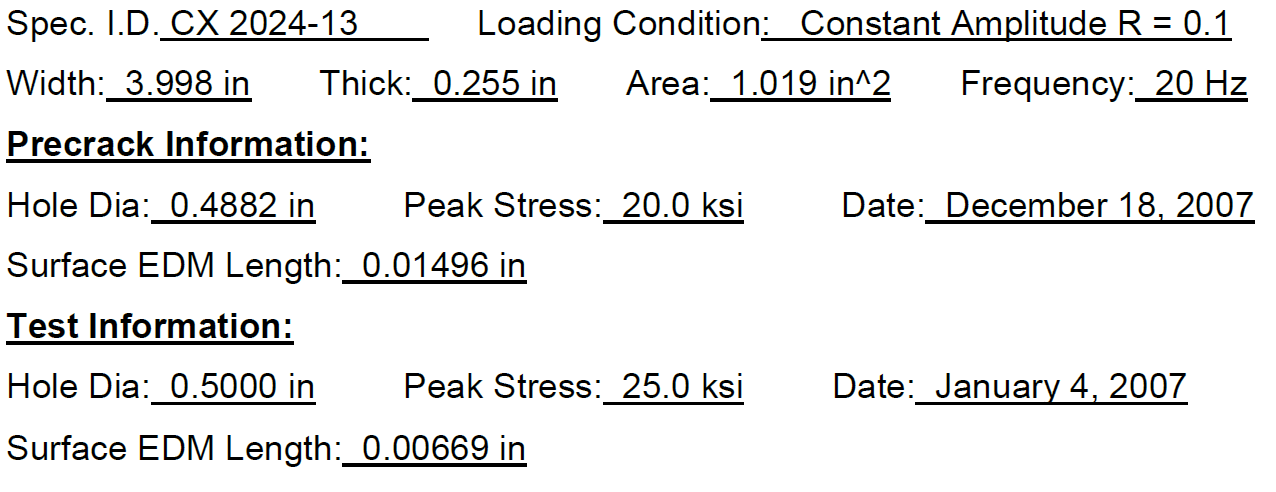 Spec. I.D. CX 2024-13 Loading Condition: Constant Amplitude R = 0.1
Width: 3.998 in Thick: 0.255 in Area: 1.019 in^2 Frequency: 20 Hz
Precrack Information:
Hole Dia: 0.4882 in Peak Stress: 20.0 ksi Date: December 18, 2007
Surface EDM Length: 0.01496 in
Test Information:
Hole Dia: 0.5000 in Peak Stress: 25.0 ksi Date: January 4, 2007
Surface EDM Length: 0.00669 in